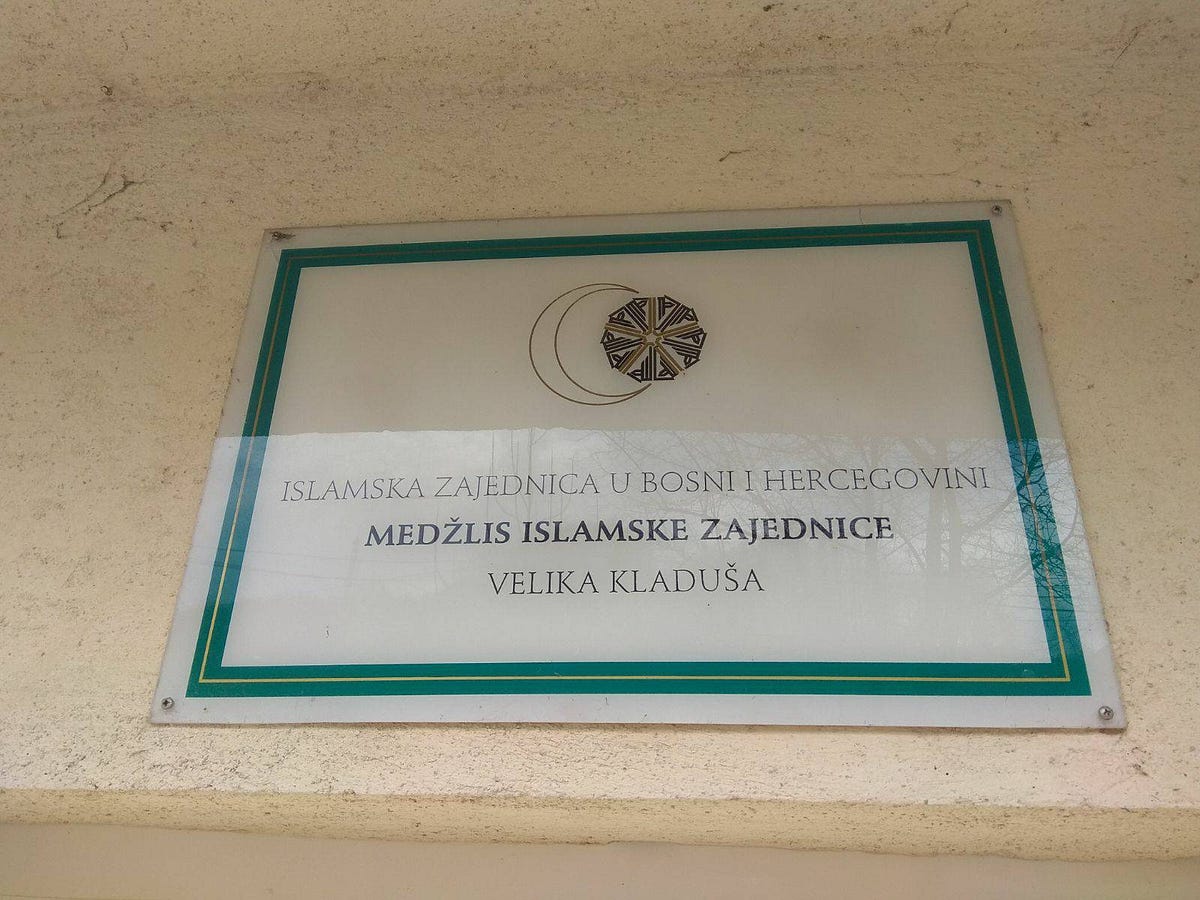 ISLAMSKA ZAJEDNICA U BOSNI I HERCEGOVINI
MEDŽLIS ISLAMSKE ZAJEDNICE
VELIKA KLADUŠA